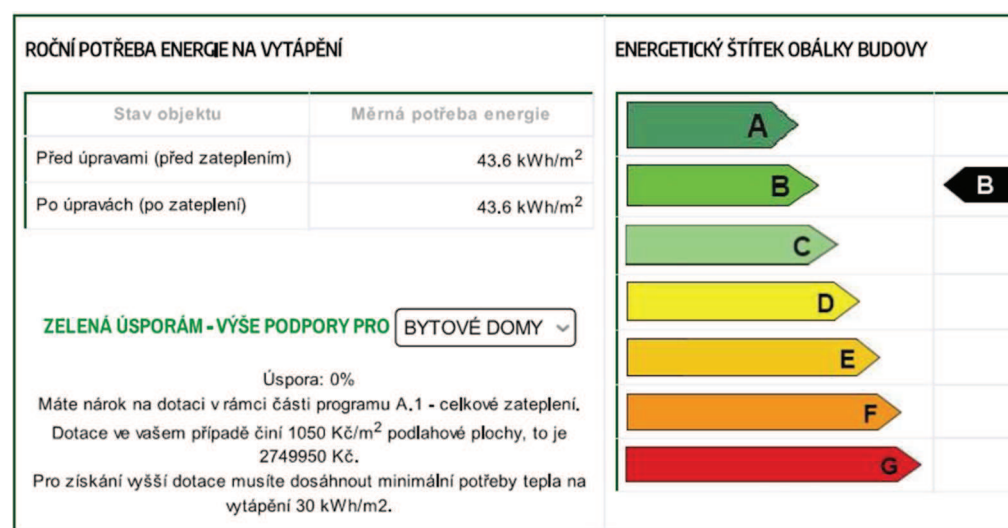 ROČNÍ POTŘEBA ENERGIE NA VYTÁPĚNÍ
Stav objektu
Měrná potřeba energie
Před úpravami (před zateplením)
43.6 kWh/m²
Po úpravách (po zateplení)
43.6 kWh/m²
ZELENÁ ÚSPORÁM - VÝŠE PODPORY PRO
BYTOVÉ DOMY
Úspora: 0%
Máte nárok na dotaci v rámci části programu A.1 - celkové zateplení.
Dotace ve vašem případě činí 1050 Kč/m² podlahové plochy, to je
2749950 Kč.
Pro získání vyšší dotace musíte dosáhnout minimální potřeby tepla na
vytápění 30 kWh/m2.
ENERGETICKÝ ŠTÍTEK OBÁLKY BUDOVY
A
B
B
C
D
E
F
G